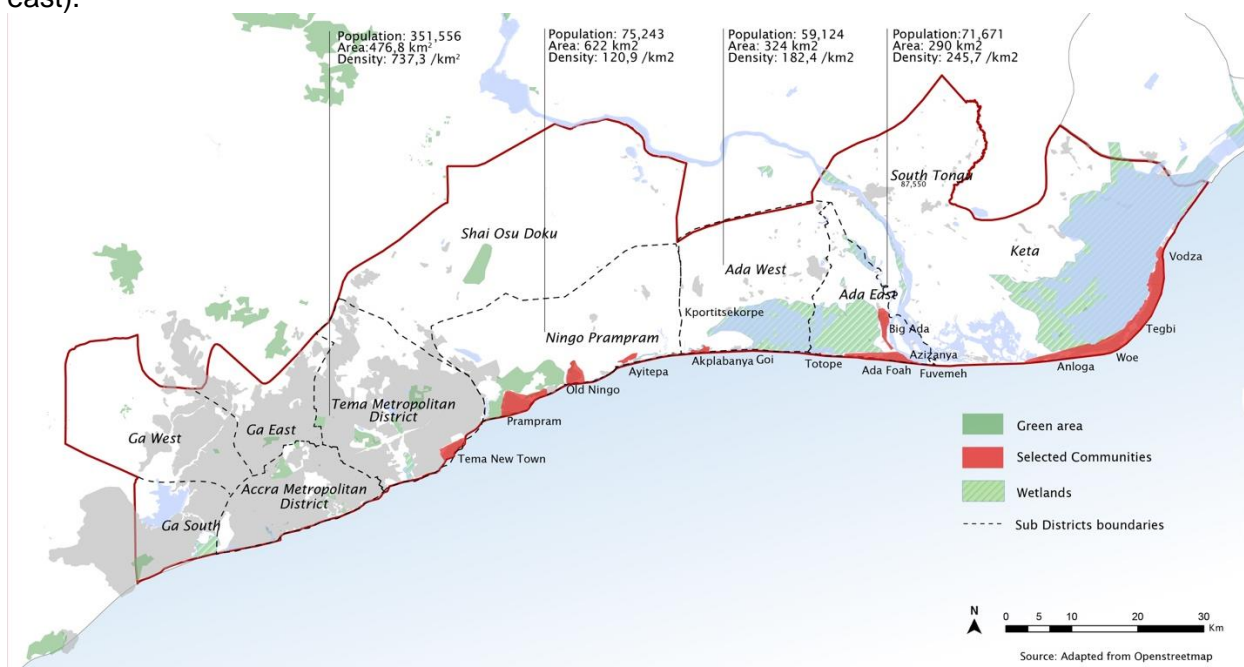 east).
Population: 351,556
Area:476,8 km²
Density: 737,3 /km²
Population: 75,243
Area: 622 km2
Density: 120,9 /km2
Population: 59,124
Area: 324 km2
Density: 182,4 /km2
Population:71,671
Area: 290 km2
Density: 245,7 /km2
South Tongu
87,550
Shai Osu Doku
Keta
Vodza
Ada West
Ada East
Kportitsekorpe
Big Ada
Tegbi
Ningo Prampram
Azizanya
Woe
Akplabanya
Goi
Totope
Ada Foah
Fuvemeh
Anloga
Ayitepa
Old Ningo
Prampram
Tema Metropolitan
District
Ga West
Ga East
Tema New Town
Accra Metropolitan
District
Ga South
Green area
Selected Communities
Wetlands
Sub Districts boundaries
N
0 5 10 20 30
Km
Source: Adapted from Openstreetmap